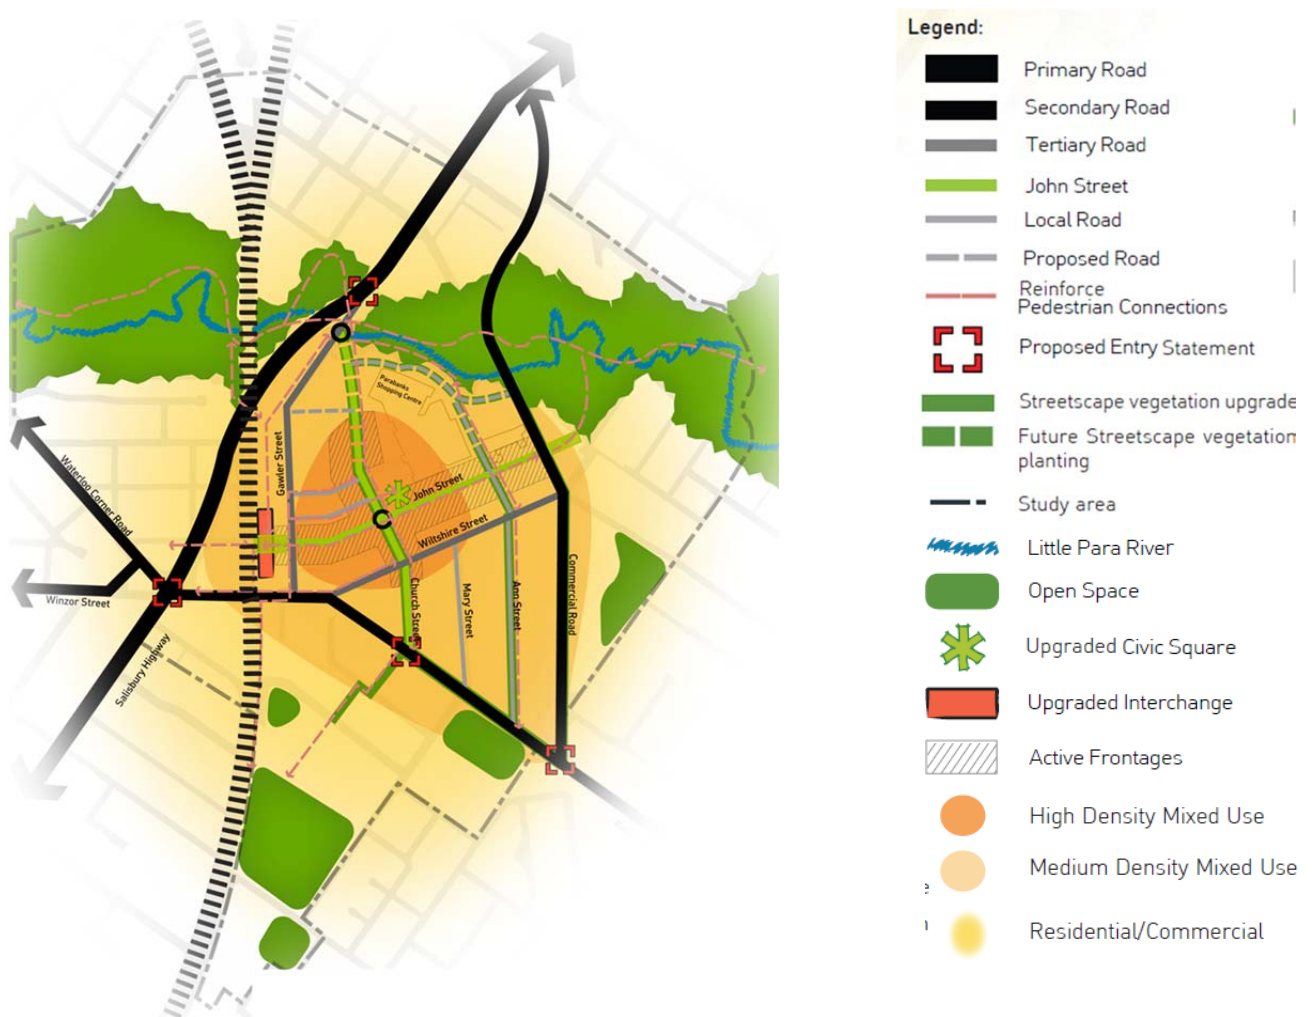 Legend:
Primary Road
Secondary Road
Tertiary Road
John Street
Local Road
Proposed Road
Reinforce
Pedestrian Connections
Proposed Entry Statement
Streetscape vegetation upgrade
Future Streetscape vegetation
planting
Study area
Little Para River
Open Space
Upgraded Civic Square
Upgraded Interchange
Active Frontages
High Density Mixed Use
Medium Density Mixed Use
Residential/Commercial
Parabanks
Shopping Centre
Gawler Street
John Street
Wiltshire Street
Waterloo Corner Road
Winzor Street
Salisbury Highway
Church Street
Mary Street
Ann Street
Commercial Road